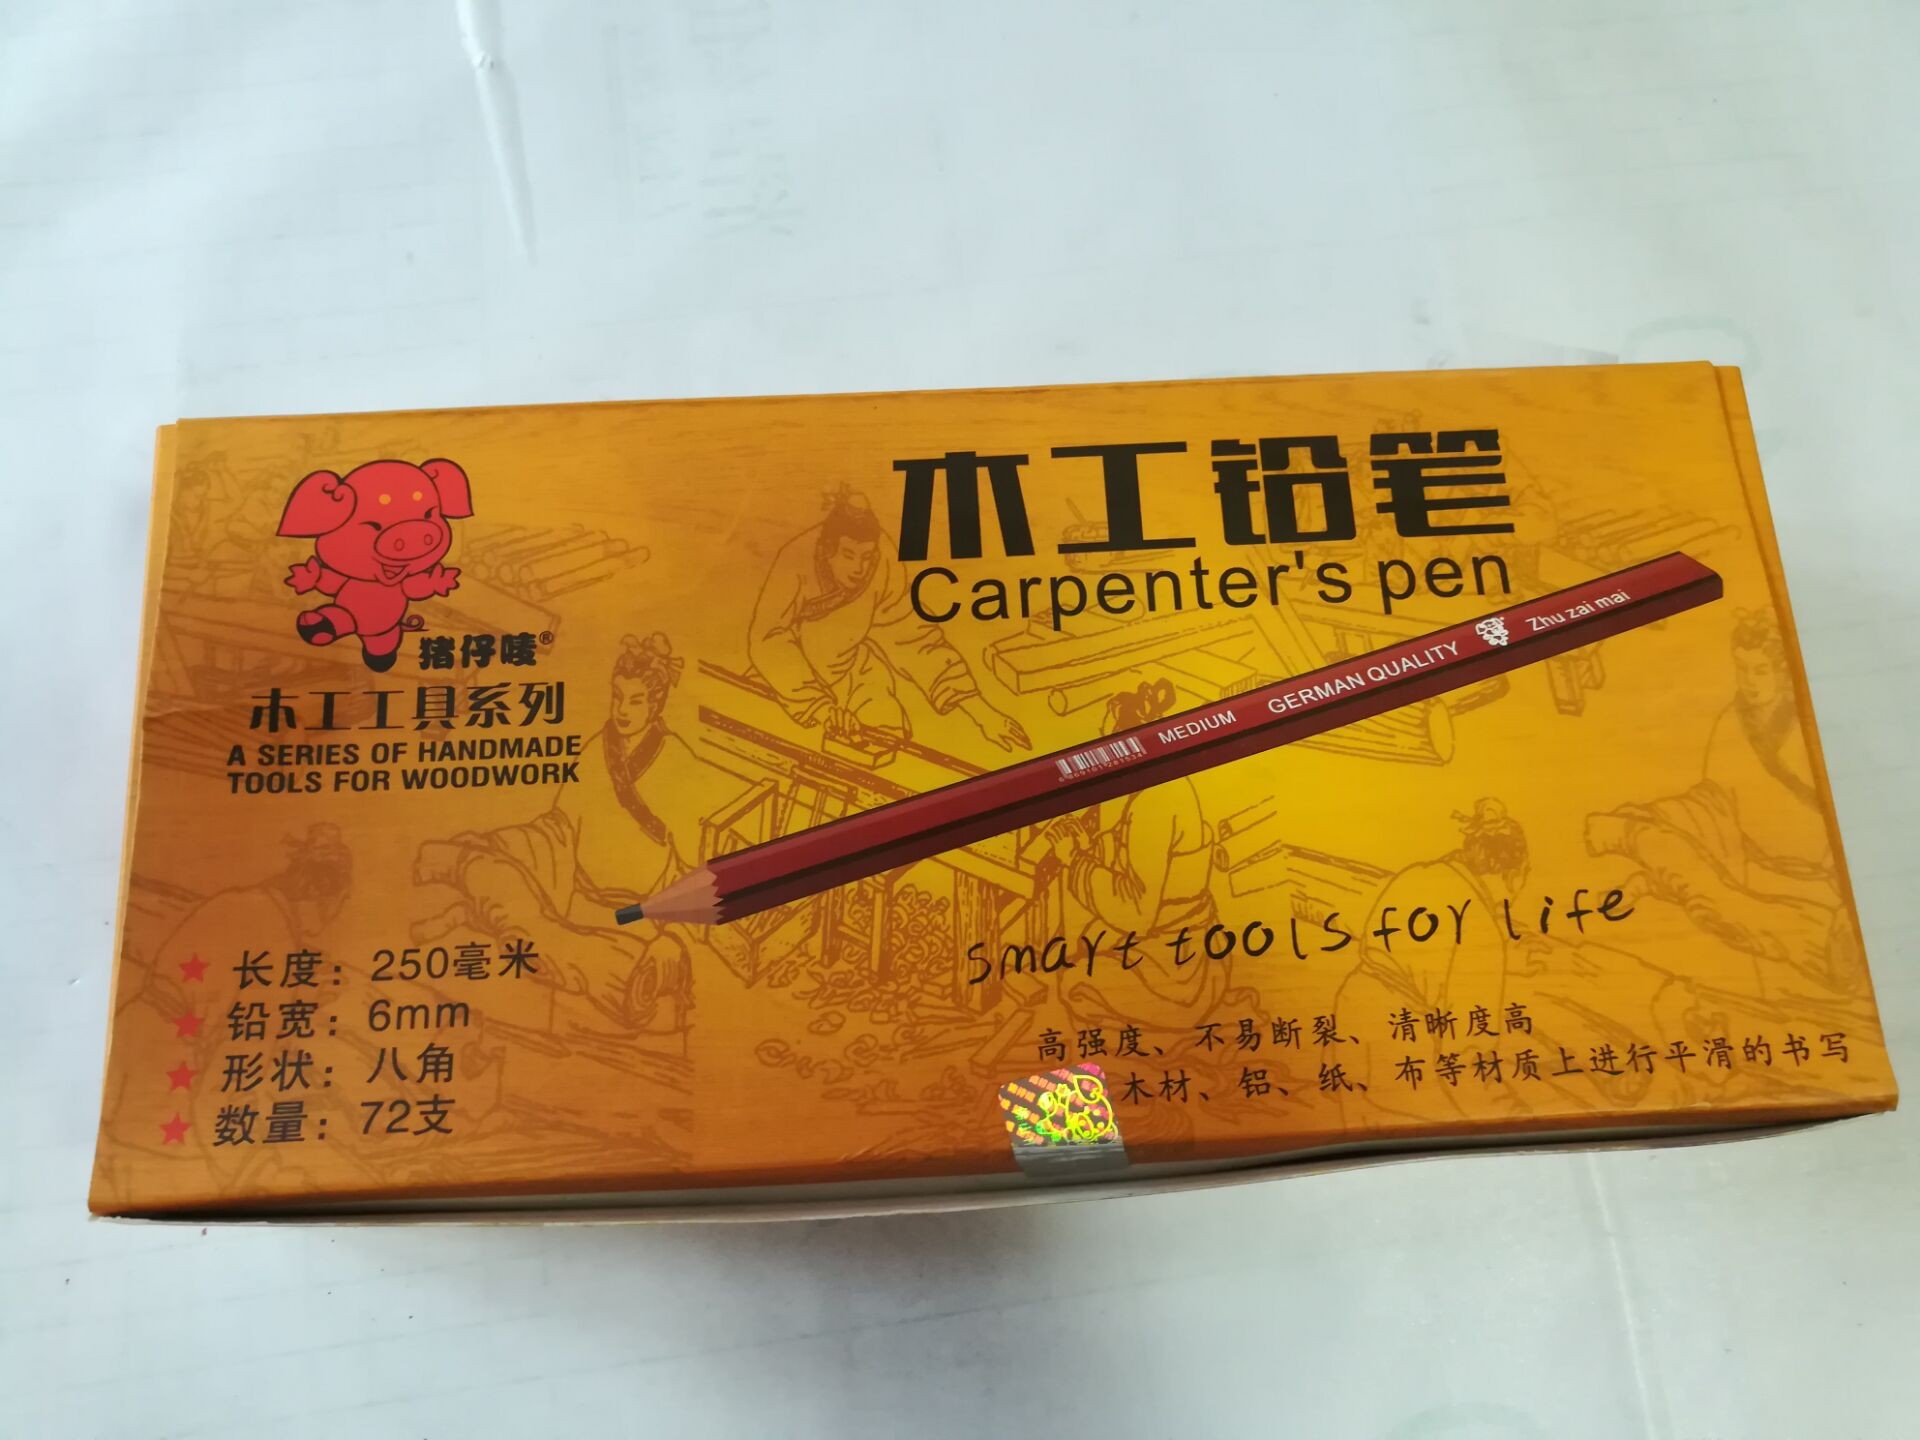 木工铅笔
Carpenter's pen
猪仔唛®
木工工具系列
A SERIES OF HANDMADE
TOOLS FOR WOODWORK
MEDIUM GERMAN QUALITY Zhu zai mai
smart tools for life
长度：250毫米
铅宽：6mm
形状：八角
数量：72支
高强度、不易断裂、清晰度高
木材、铝、纸、布等材质上进行平滑的书写